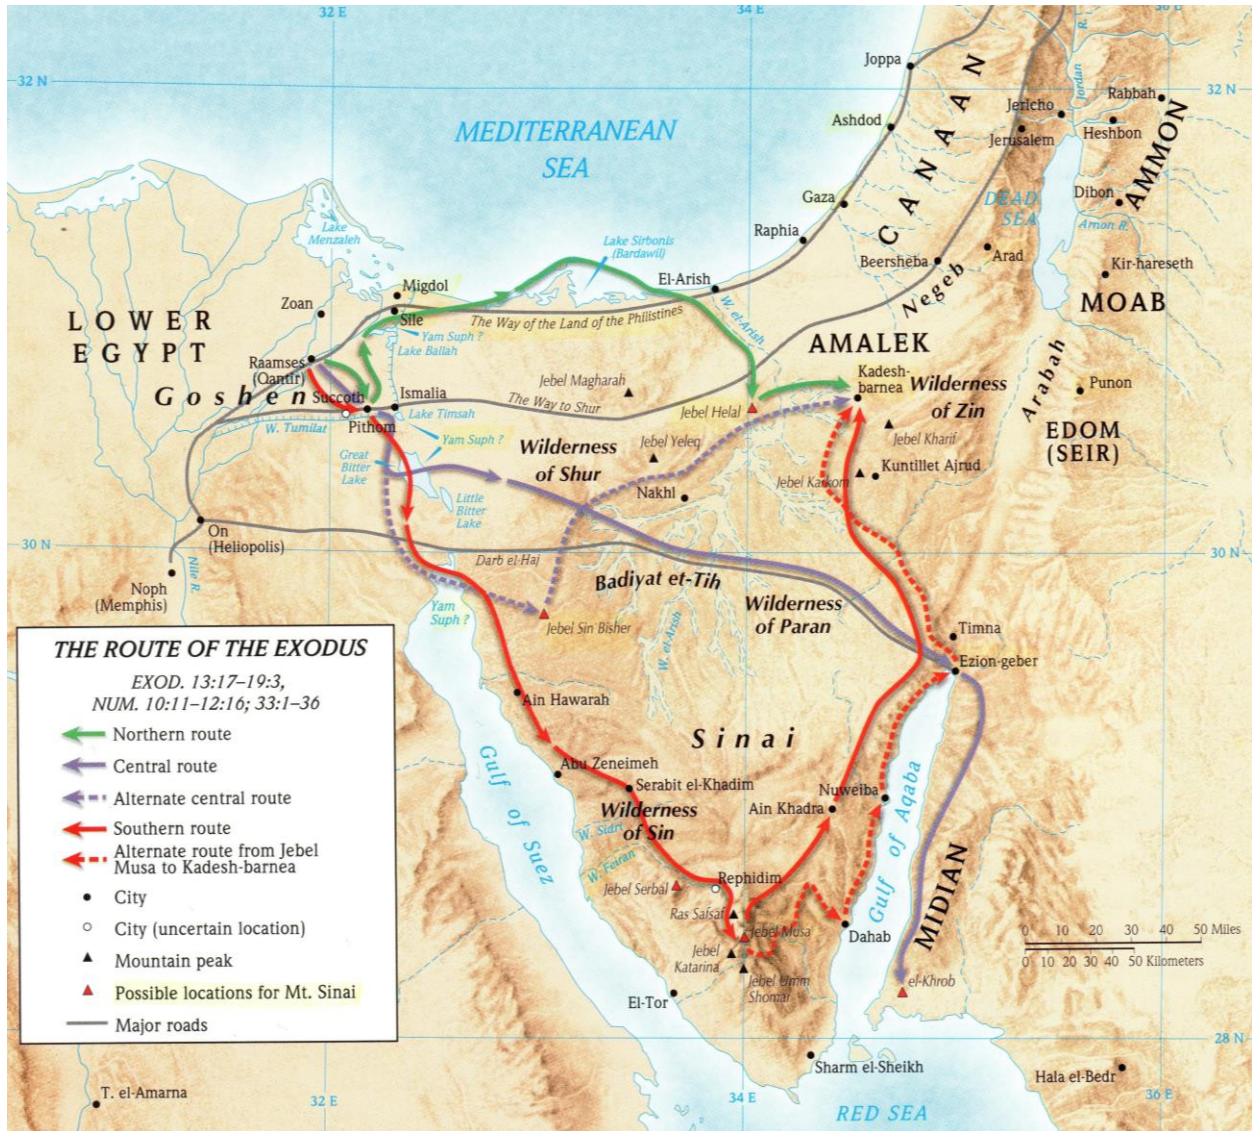 32 E
34 E
36 E
32 N
32 N
MEDITERRANEAN
SEA
Joppa
Ashdod
Gaza
Raphia
El-Arish
CANAAN
Jordan
R.
Jericho
Jerusalem
Rabbah
Heshbon
AMMON
Dibon
DEAD
SEA
Arnon R.
Beersheba
Arad
Kir-hareseth
Negeb
MOAB
Lake
Menzaleh
Lake Sirbonis
(Bardawil)
Migdol
Zoan
Sile
The Way of the Land of the Philistines
W. el-Arish
Yam Suph ?
Lake Ballah
LOWER
EGYPT
Raamses
(Qantir)
Goshen
Succoth
Ismalia
Lake Timsah
Pithom
W. Tumilat
Yam Suph ?
Jebel Magharah
The Way to Shur
Jebel Helal
AMALEK
Kadesh-
barnea
Wilderness
of Zin
Jebel Kharif
Arabah
Punon
EDOM
(SEIR)
Wilderness
of Shur
Jebel Yeleq
Nakhl
Jebel Karkom
Kuntillet Ajrud
Great
Bitter
Lake
Little
Bitter
Lake
On
(Heliopolis)
Noph
(Memphis)
Nile R.
30 N
30 N
Darb el-Haj
Badiyat et-Tih
Wilderness
of Paran
Yam
Suph ?
Jebel Sin Bisher
W. el-Arish
Timna
Ezion-geber
Ain Hawarah
Sinai
Abu Zeneimeh
Serabit el-Khadim
Wilderness
of Sin
Gulf of Suez
W. Sidri
W. Feiran
Nuweiba
Ain Khadra
Gulf of Aqaba
Jebel Serbal
Rephidim
Ras Safsaf
Jebel Musa
Jebel
Katarina
Jebel Umm
Shomar
Dahab
MIDIAN
el-Khrob
El-Tor
Sharm el-Sheikh
Hala el-Bedr
28 N
T. el-Amarna
32 E
34 E
36 E
RED SEA
0 10 20 30 40 50 Miles
0 10 20 30 40 50 Kilometers
THE ROUTE OF THE EXODUS
EXOD. 13:17–19:3,
NUM. 10:11–12:16; 33:1–36
Northern route
Central route
Alternate central route
Southern route
Alternate route from Jebel
Musa to Kadesh-barnea
City
City (uncertain location)
Mountain peak
Possible locations for Mt. Sinai
Major roads